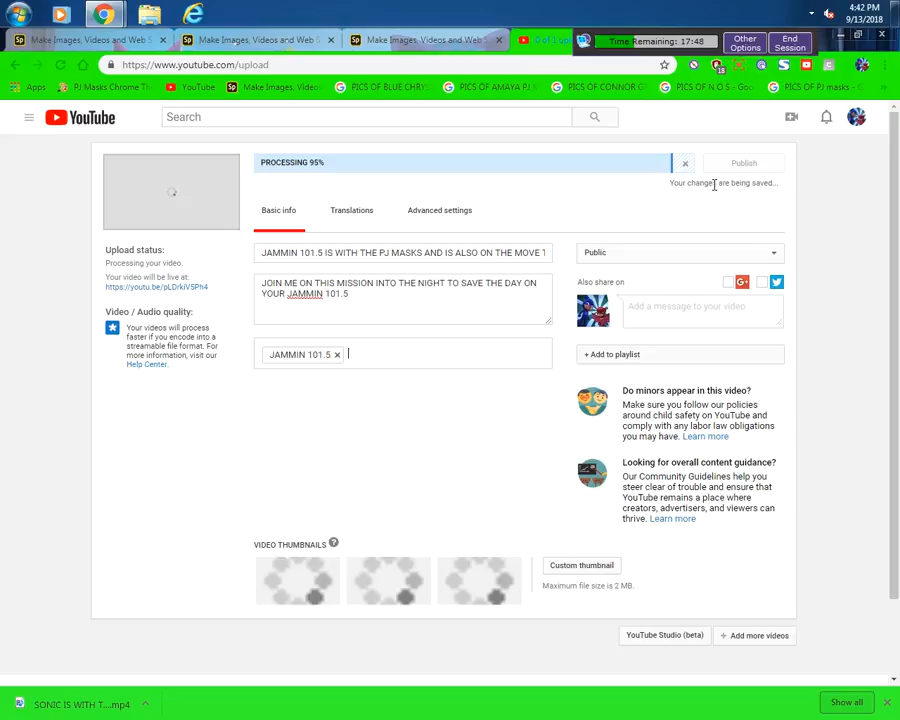 4:42 PM
9/13/2018
Make Images, Videos and Web S
Make Images, Videos and Web S
Make Images, Videos and Web S
0 of 1 upl
Time Remaining: 17:48
Other Options
End Session
https://www.youtube.com/upload
18
Apps
PJ Masks Chrome The
YouTube
Make Images, Videos
PICS OF BLUE CHRY
PICS OF AMAYA PJ M
PICS OF CONNOR G
PICS OF N O S - Goo
PICS OF PJ masks - G
YouTube
Search
PROCESSING 95%
Publish
Your changes are being saved...
Basic info
Translations
Advanced settings
Upload status:
Processing your video.
Your video will be live at:
https://youtu.be/pLDrkiV5Ph4
Video / Audio quality:
Your videos will process
faster if you encode into a
streamable file format. For
more information, visit our
Help Center.
JAMMIN 101.5 IS WITH THE PJ MASKS AND IS ALSO ON THE MOVE T
JOIN ME ON THIS MISSION INTO THE NIGHT TO SAVE THE DAY ON
YOUR JAMMIN 101.5
JAMMIN 101.5
Public
Also share on
Add a message to your video
+ Add to playlist
Do minors appear in this video?
Make sure you follow our policies
around child safety on YouTube and
comply with any labor law obligations
you may have. Learn more
Looking for overall content guidance?
Our Community Guidelines help you
steer clear of trouble and ensure that
YouTube remains a place where
creators, advertisers, and viewers can
thrive. Learn more
VIDEO THUMBNAILS
Custom thumbnail
Maximum file size is 2 MB.
YouTube Studio (beta)
+ Add more videos
SONIC IS WITH T....mp4
Show all